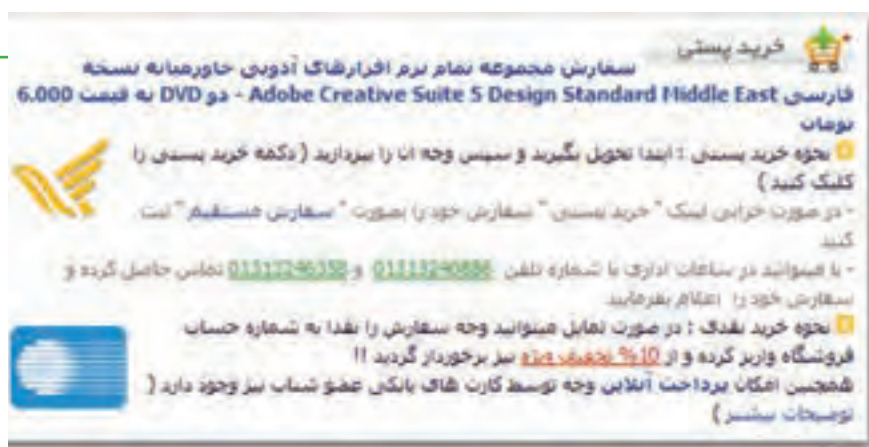 خرید پستی
سفارش مجموعه تمام نرم افزارهای آدوبی خاورمیانه نسخه
فارسی Adobe Creative Suite 5 Design Standard Middle East - دو DVD به قیمت 6.000
تومان
نحوه خرید پستی : ابتدا تحویل بگیرید و سپس وجه آن را بپردازید ( دکمه خرید پستی را
کلیک کنید )
- در صورت خرابی لینک " خرید پستی " سفارش خود را بصورت " سفارش مستقیم " ثبت
کنید
- یا میتوانید در ساعات اداری با شماره تلفن و تماس حاصل کرده و
سفارش خود را اعلام بفرمایید
نحوه خرید نقدی : در صورت تمایل میتوانید وجه سفارش را نقدا به شماره حساب
فروشگاه واریز کرده و از 10% تخفیف ویژه نیز برخوردار گردید !!
همچنین امکان پرداخت آنلاین وجه توسط کارت های بانکی عضو شتاب نیز وجود دارد (
توضیحات بیشتر )